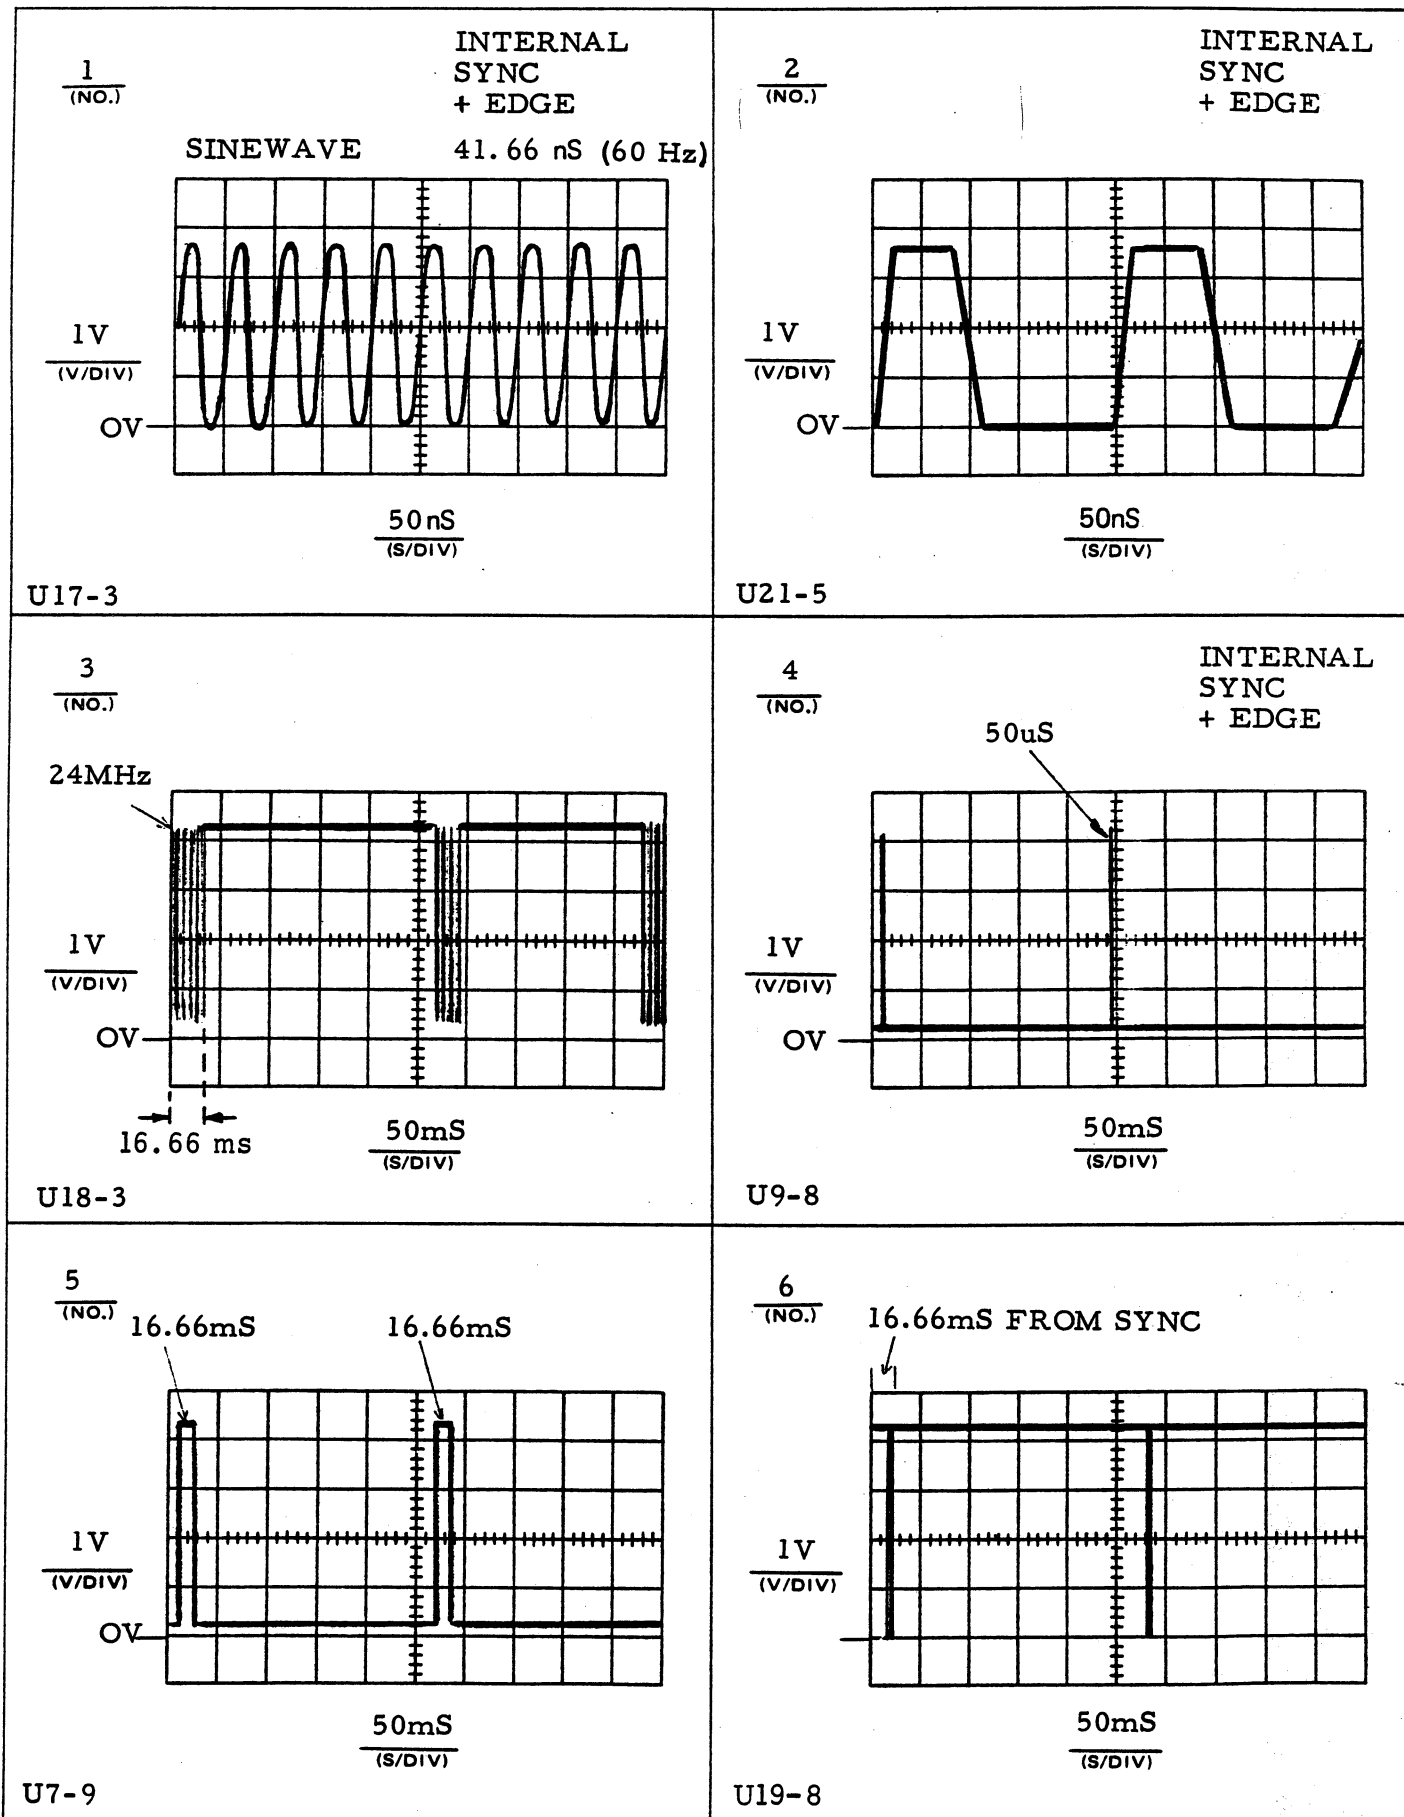 1
(NO.)
INTERNAL
SYNC
+ EDGE
SINEWAVE 41.66 nS (60 Hz)
1V
(V/DIV)
OV
50nS
(S/DIV)
U17-3
2
(NO.)
INTERNAL
SYNC
+ EDGE
1V
(V/DIV)
OV
50nS
(S/DIV)
U21-5
3
(NO.)
24MHz
1V
(V/DIV)
OV
16.66 ms
50mS
(S/DIV)
U18-3
4
(NO.)
INTERNAL
SYNC
+ EDGE
50uS
1V
(V/DIV)
OV
50mS
(S/DIV)
U9-8
5
(NO.)
16.66mS 16.66mS
1V
(V/DIV)
OV
50mS
(S/DIV)
U7-9
6
(NO.)
16.66mS FROM SYNC
1V
(V/DIV)
50mS
(S/DIV)
U19-8